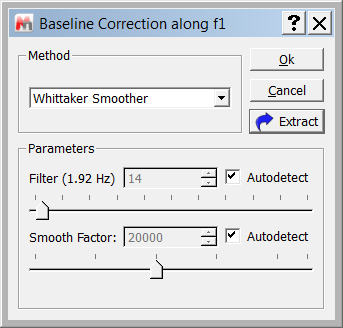 Baseline Correction along f1
?
Method
Whittaker Smoother
Ok
Cancel
Extract
Parameters
Filter (1.92 Hz) 14 Autodetect
Smooth Factor: 20000 Autodetect